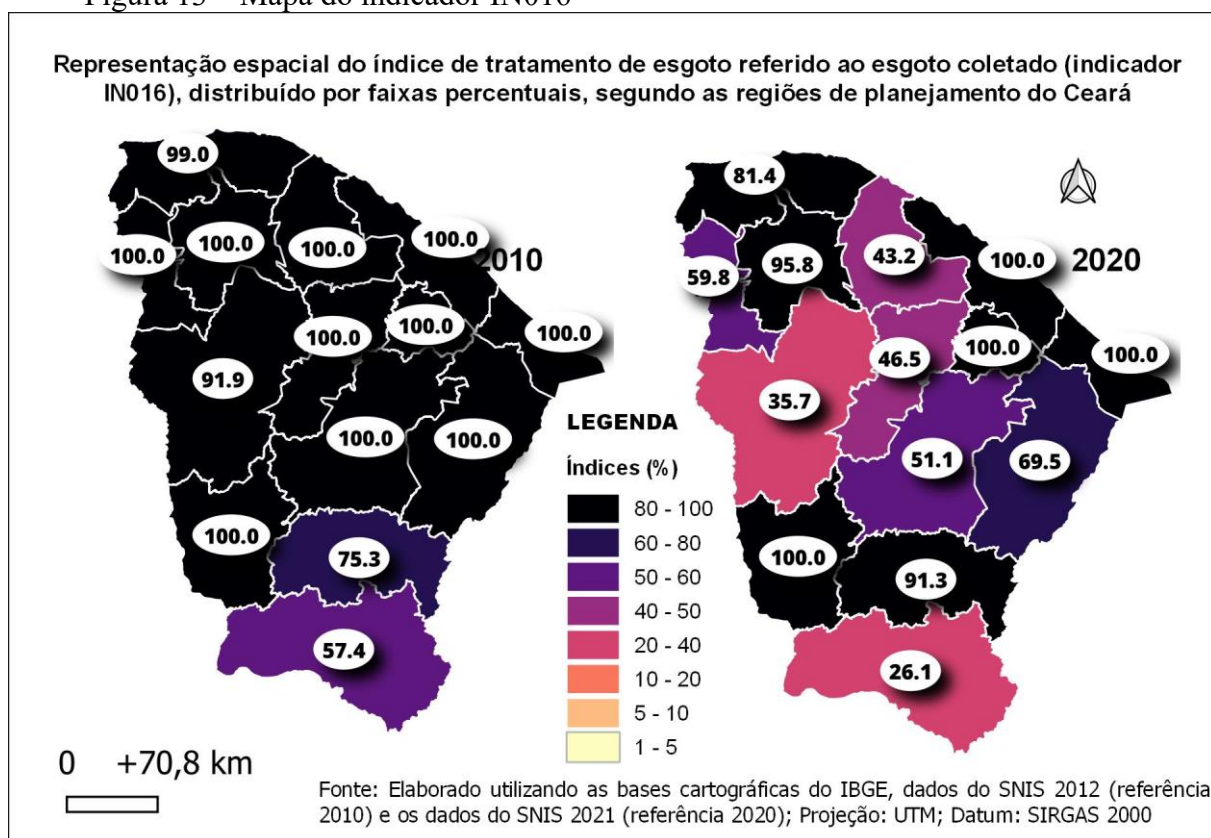 Figura 13 – Mapa do indicador IN016
Representação espacial do índice de tratamento de esgoto referido ao esgoto coletado (indicador
IN016), distribuído por faixas percentuais, segundo as regiões de planejamento do Ceará
99.0
100.0
100.0
100.0
100.0
2010
100.0
100.0
100.0
91.9
100.0
100.0
100.0
75.3
57.4
81.4
59.8
95.8
43.2
100.0
2020
46.5
100.0
100.0
35.7
51.1
69.5
100.0
91.3
26.1
LEGENDA
Índices (%)
80 - 100
60 - 80
50 - 60
40 - 50
20 - 40
10 - 20
5 - 10
1 - 5
0 +70,8 km
Fonte: Elaborado utilizando as bases cartográficas do IBGE, dados do SNIS 2012 (referência
2010) e os dados do SNIS 2021 (referência 2020); Projeção: UTM; Datum: SIRGAS 2000